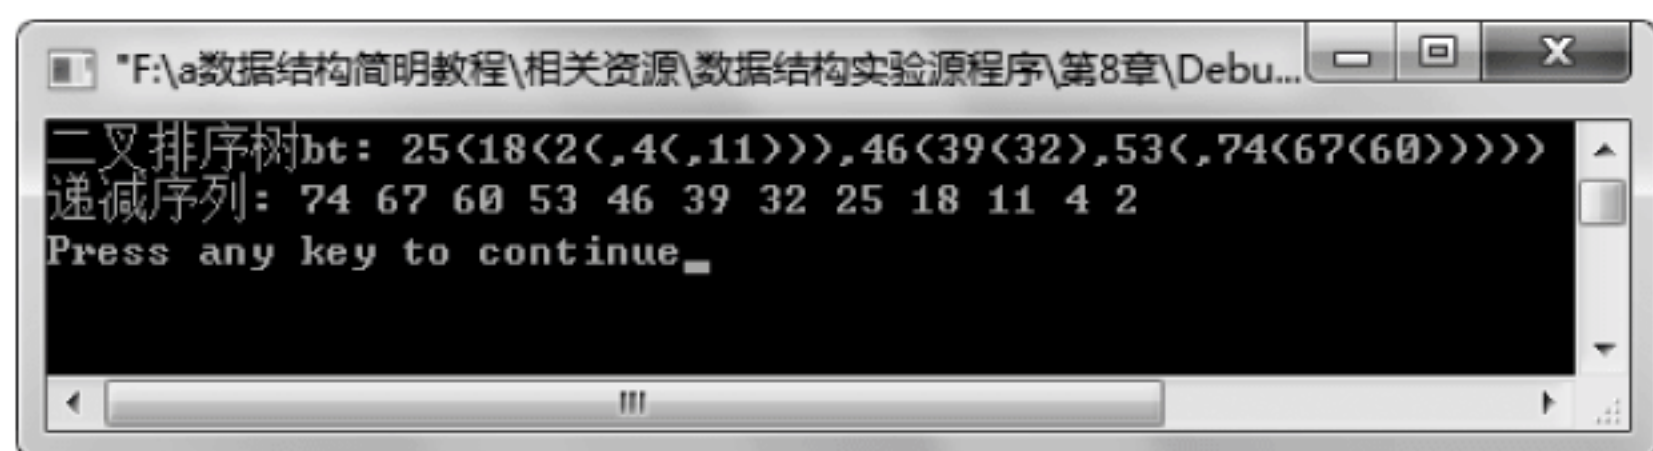 "F:\a数据结构简明教程\相关资源\数据结构实验源程序\第8章\Debu...
二叉排序树bt: 25(18(2(,4(,11))),46(39(32),53(,74(67(60)))))
递减序列: 74 67 60 53 46 39 32 25 18 11 4 2
Press any key to continue